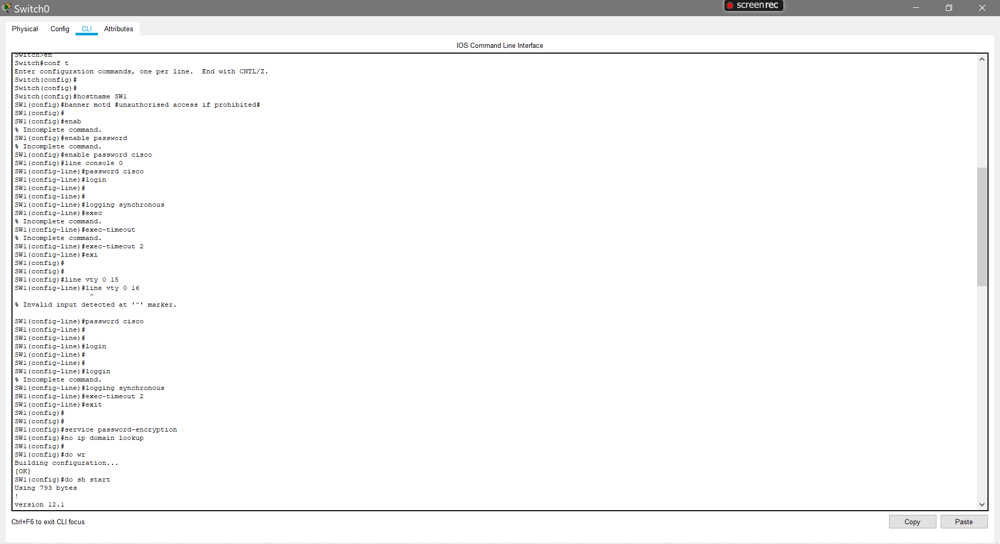 Switch0
screenrec
Physical Config CLI Attributes
IOS Command Line Interface
Switch>en
Switch#conf t
Enter configuration commands, one per line.  End with CNTL/Z.
Switch(config)#
Switch(config)#
Switch(config)#hostname SW1
SW1(config)#banner motd #unauthorised access if prohibited#
SW1(config)#
SW1(config)#enab
% Incomplete command.
SW1(config)#enable password
% Incomplete command.
SW1(config)#enable password cisco
SW1(config)#line console 0
SW1(config-line)#password cisco
SW1(config-line)#login
SW1(config-line)#
SW1(config-line)#
SW1(config-line)#logging synchronous
SW1(config-line)#exec
% Incomplete command.
SW1(config-line)#exec-timeout
% Incomplete command.
SW1(config-line)#exec-timeout 2
SW1(config-line)#exi
SW1(config)#
SW1(config)#
SW1(config)#line vty 0 15
SW1(config-line)#line vty 0 16
^
% Invalid input detected at '^' marker.
SW1(config-line)#password cisco
SW1(config-line)#
SW1(config-line)#
SW1(config-line)#login
SW1(config-line)#
SW1(config-line)#
SW1(config-line)#loggin
% Incomplete command.
SW1(config-line)#logging synchronous
SW1(config-line)#exec-timeout 2
SW1(config-line)#exit
SW1(config)#
SW1(config)#
SW1(config)#service password-encryption
SW1(config)#no ip domain lookup
SW1(config)#
SW1(config)#do wr
Building configuration...
[OK]
SW1(config)#do sh start
Using 793 bytes
!
version 12.1
Ctrl+F6 to exit CLI focus
Copy Paste